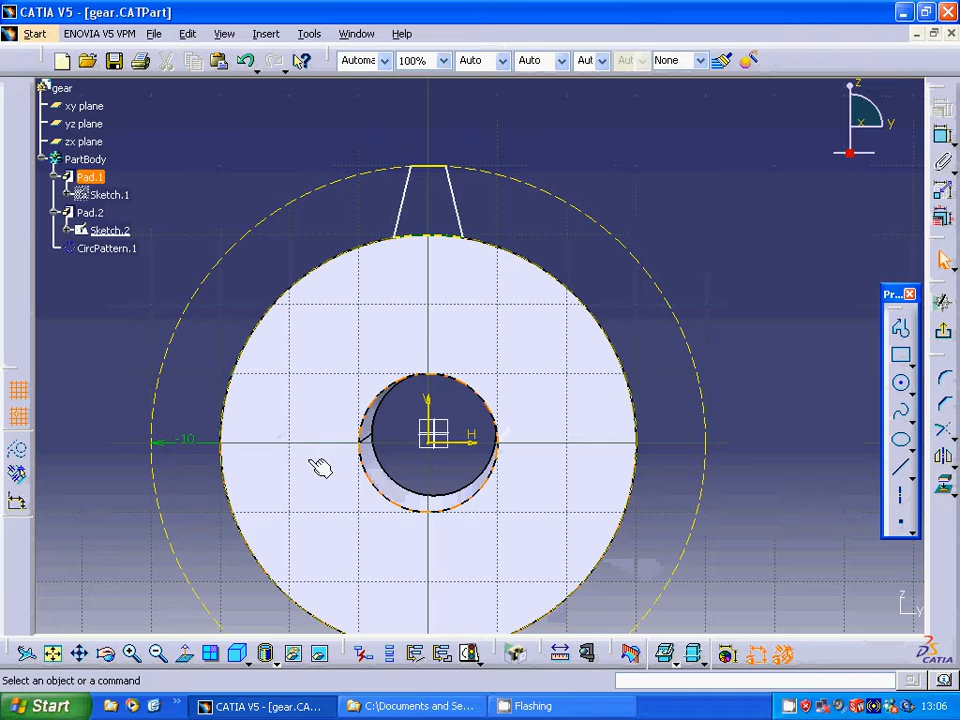 CATIA V5 - [gear.CATPart]
Start ENOVIA V5 VPM File Edit View Insert Tools Window Help
Automa 100% Auto Auto Aut Aut None
gear
xy plane
yz plane
zx plane
PartBody
Pad.1
Sketch.1
Pad.2
Sketch.2
CircPattern.1
z
x y
Pr...
-10
V
H
z
y
DS CATIA
Select an object or a command
Start CATIA V5 - [gear.CA... C:\Documents and Se... Flashing 13:06